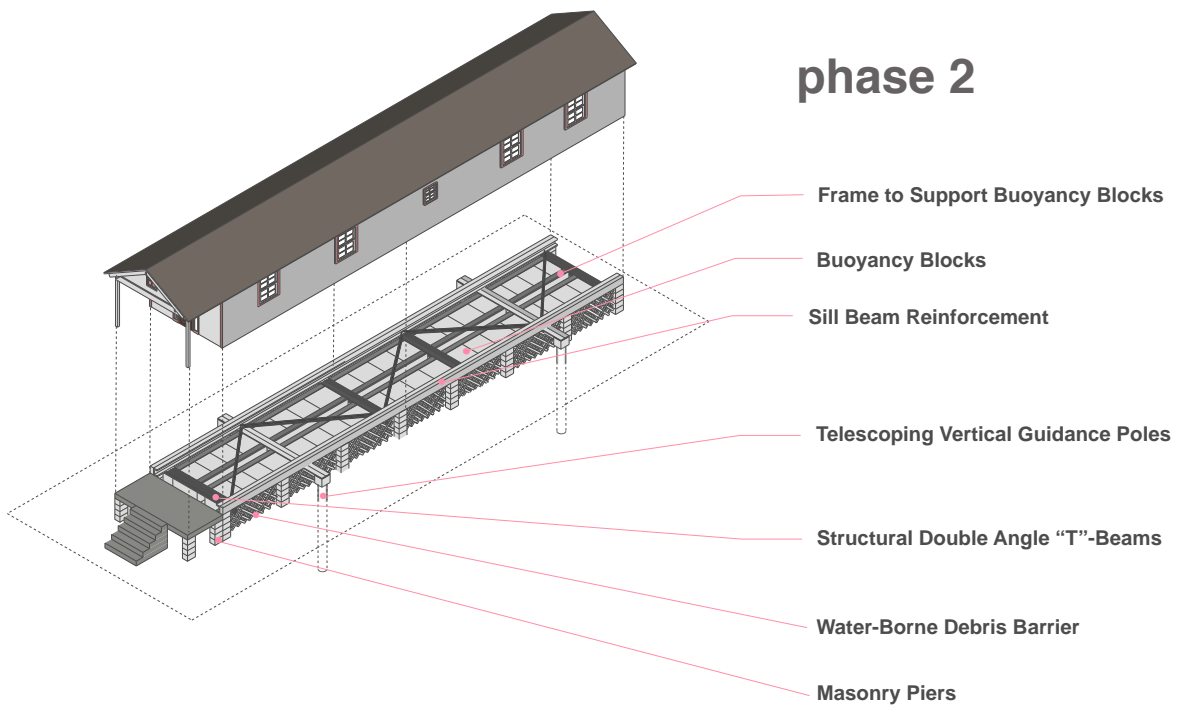 phase 2
Frame to Support Buoyancy Blocks
Buoyancy Blocks
Sill Beam Reinforcement
Telescoping Vertical Guidance Poles
Structural Double Angle “T”-Beams
Water-Borne Debris Barrier
Masonry Piers